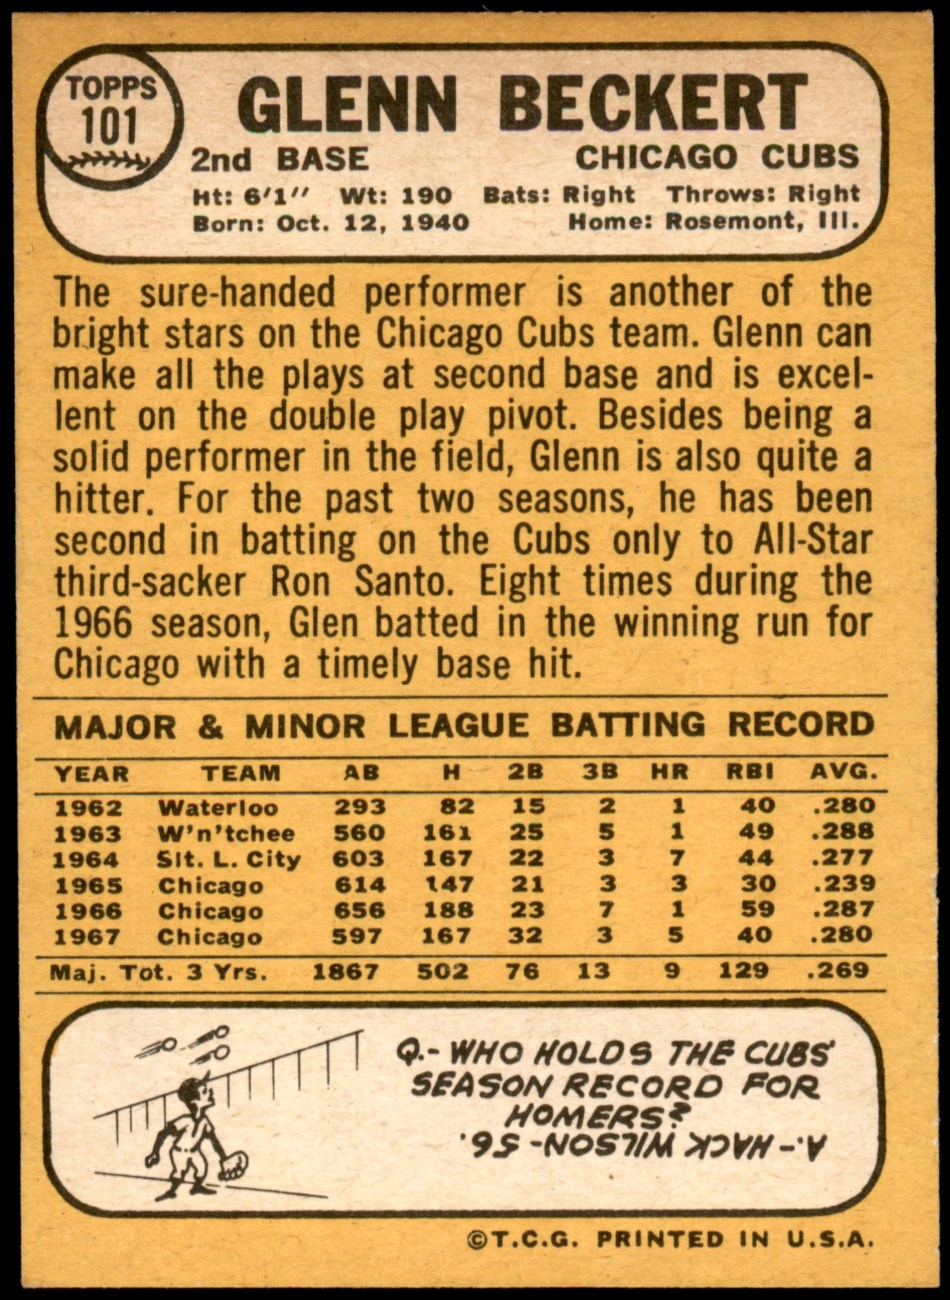 TOPPS
101
GLENN BECKERT
2nd BASE CHICAGO CUBS
Ht: 6'1" Wt: 190 Bats: Right Throws: Right
Born: Oct. 12, 1940 Home: Rosemont, Ill.
The sure-handed performer is another of the
bright stars on the Chicago Cubs team. Glenn can
make all the plays at second base and is excel-
lent on the double play pivot. Besides being a
solid performer in the field, Glenn is also quite a
hitter. For the past two seasons, he has been
second in batting on the Cubs only to All-Star
third-sacker Ron Santo. Eight times during the
1966 season, Glen batted in the winning run for
Chicago with a timely base hit.
MAJOR & MINOR LEAGUE BATTING RECORD
YEAR TEAM AB H 2B 3B HR RBI AVG.
1962 Waterloo 293 82 15 2 1 40 .280
1963 W'n'tchee 560 161 25 5 1 49 .288
1964 Slt. L. City 603 167 22 3 7 44 .277
1965 Chicago 614 147 21 3 3 30 .239
1966 Chicago 656 188 23 7 1 59 .287
1967 Chicago 597 167 32 3 5 40 .280
Maj. Tot. 3 Yrs. 1867 502 76 13 9 129 .269
Q.- WHO HOLDS THE CUBS'
SEASON RECORD FOR
HOMERS?
A.- HACK WILSON- 56.
©T.C.G. PRINTED IN U.S.A.